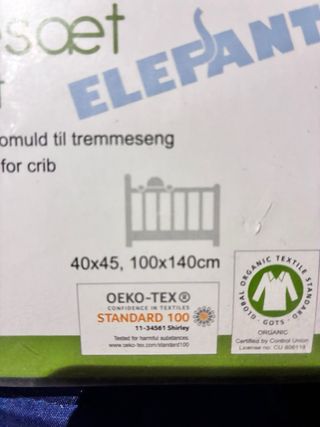 sæt
ELEFANT
omuld til tremmeseng
for crib
40x45, 100x140cm
OEKO-TEX®
CONFIDENCE IN TEXTILES
STANDARD 100
11-34561 Shirley
Tested for harmful substances.
www.oeko-tex.com/standard100
GLOBAL ORGANIC TEXTILE STANDARD
· GOTS ·
ORGANIC
Certified by Control Union
License no: CU 806119